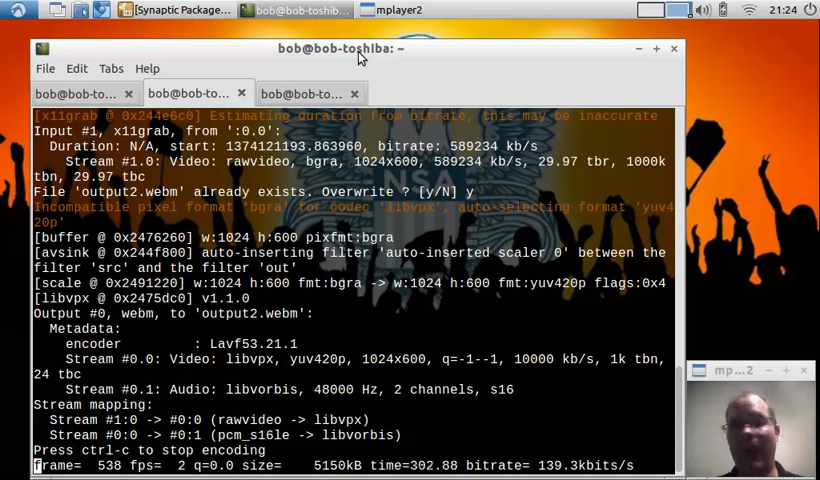 [Synaptic Package...
bob@bob-toshiba: ...
mplayer2
21:24
bob@bob-toshiba: ~
File Edit Tabs Help
bob@bob-to...
bob@bob-to...
bob@bob-to...
[x11grab @ 0x244e6c0] Estimating duration from bitrate, this may be inaccurate
Input #1, x11grab, from ':0.0':
Duration: N/A, start: 1374121193.863960, bitrate: 589234 kb/s
Stream #1.0: Video: rawvideo, bgra, 1024x600, 589234 kb/s, 29.97 tbr, 1000k
tbn, 29.97 tbc
File 'output2.webm' already exists. Overwrite ? [y/N] y
Incompatible pixel format 'bgra' for codec 'libvpx', auto-selecting format 'yuv4
20p'
[buffer @ 0x2476260] w:1024 h:600 pixfmt:bgra
[avsink @ 0x244f800] auto-inserting filter 'auto-inserted scaler 0' between the
filter 'src' and the filter 'out'
[scale @ 0x2491220] w:1024 h:600 fmt:bgra -> w:1024 h:600 fmt:yuv420p flags:0x4
[libvpx @ 0x2475dc0] v1.1.0
Output #0, webm, to 'output2.webm':
Metadata:
encoder : Lavf53.21.1
Stream #0.0: Video: libvpx, yuv420p, 1024x600, q=-1--1, 10000 kb/s, 1k tbn,
24 tbc
Stream #0.1: Audio: libvorbis, 48000 Hz, 2 channels, s16
Stream mapping:
Stream #1:0 -> #0:0 (rawvideo -> libvpx)
Stream #0:0 -> #0:1 (pcm_s16le -> libvorbis)
Press ctrl-c to stop encoding
frame= 538 fps= 2 q=0.0 size= 5150kB time=302.88 bitrate= 139.3kbits/s
NSA
mp...2